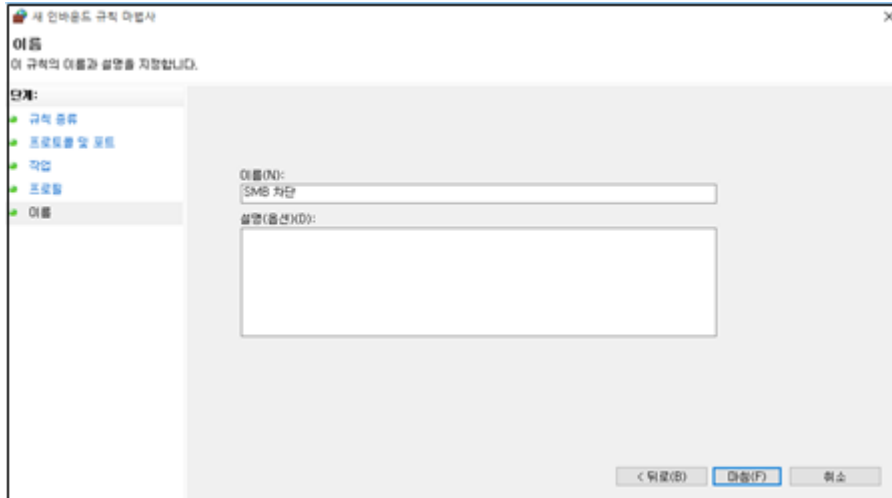 새 인바운드 규칙 마법사
이름
이 규칙의 이름과 설명을 지정합니다.
단계:
규칙 종류
프로토콜 및 포트
작업
프로필
이름
이름(N):
SMB 차단
설명(옵션)(D):
< 뒤로(B)
마침(F)
취소